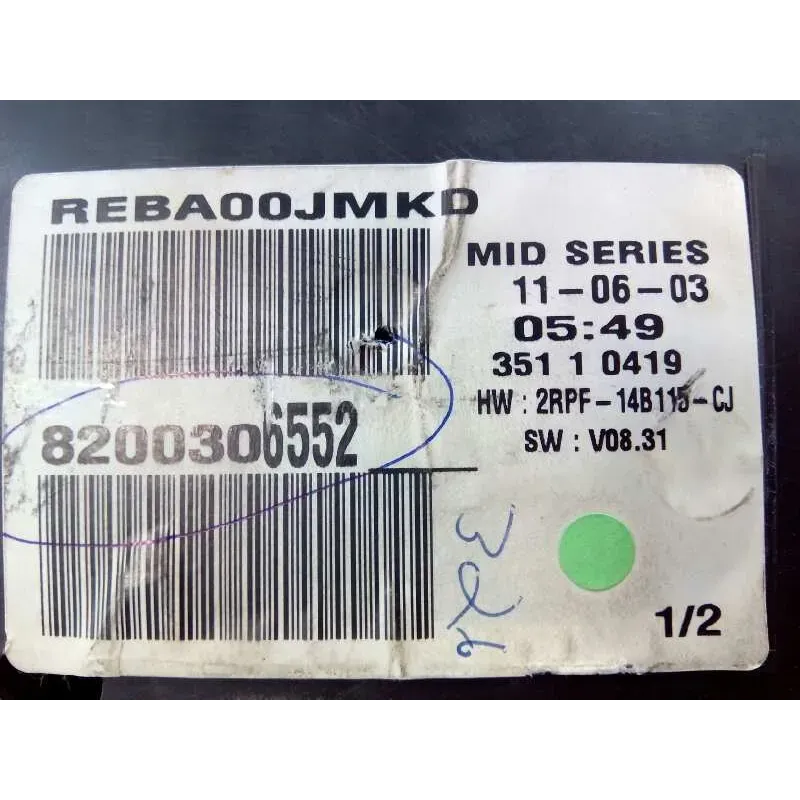 REBA00JMKD
MID SERIES
11-06-03
05:49
351 1 0419
HW : 2RPF-14B115-CJ
SW : V08.31
8200306552
326
1/2